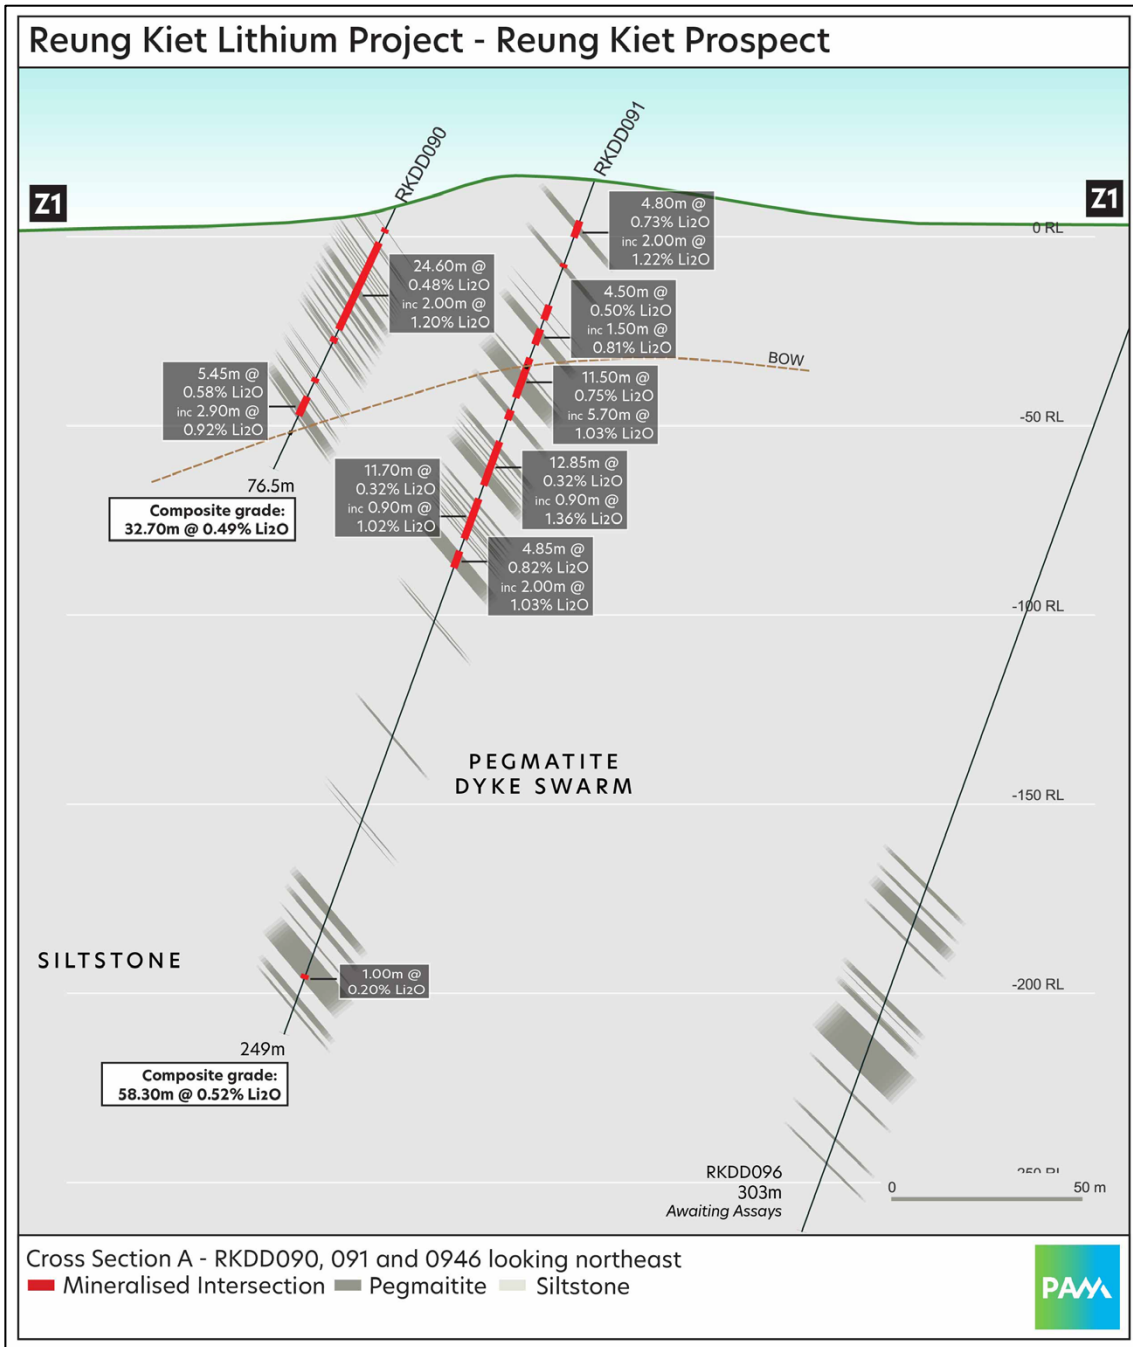 Reung Kiet Lithium Project - Reung Kiet Prospect
RKDD090
RKDD091
Z1
Z1
4.80m @
0.73% Li2O
inc 2.00m @
1.22% Li2O
0 RL
24.60m @
0.48% Li2O
inc 2.00m @
1.20% Li2O
4.50m @
0.50% Li2O
inc 1.50m @
0.81% Li2O
BOW
5.45m @
0.58% Li2O
inc 2.90m @
0.92% Li2O
11.50m @
0.75% Li2O
inc 5.70m @
1.03% Li2O
-50 RL
12.85m @
0.32% Li2O
inc 0.90m @
1.36% Li2O
11.70m @
0.32% Li2O
inc 0.90m @
1.02% Li2O
76.5m
Composite grade:
32.70m @ 0.49% Li2O
4.85m @
0.82% Li2O
inc 2.00m @
1.03% Li2O
-100 RL
PEGMATITE
DYKE SWARM
-150 RL
SILTSTONE
1.00m @
0.20% Li2O
-200 RL
249m
Composite grade:
58.30m @ 0.52% Li2O
RKDD096
303m
Awaiting Assays
-250 RL
0 50 m
Cross Section A - RKDD090, 091 and 0946 looking northeast
Mineralised Intersection Pegmaitite Siltstone
PAM